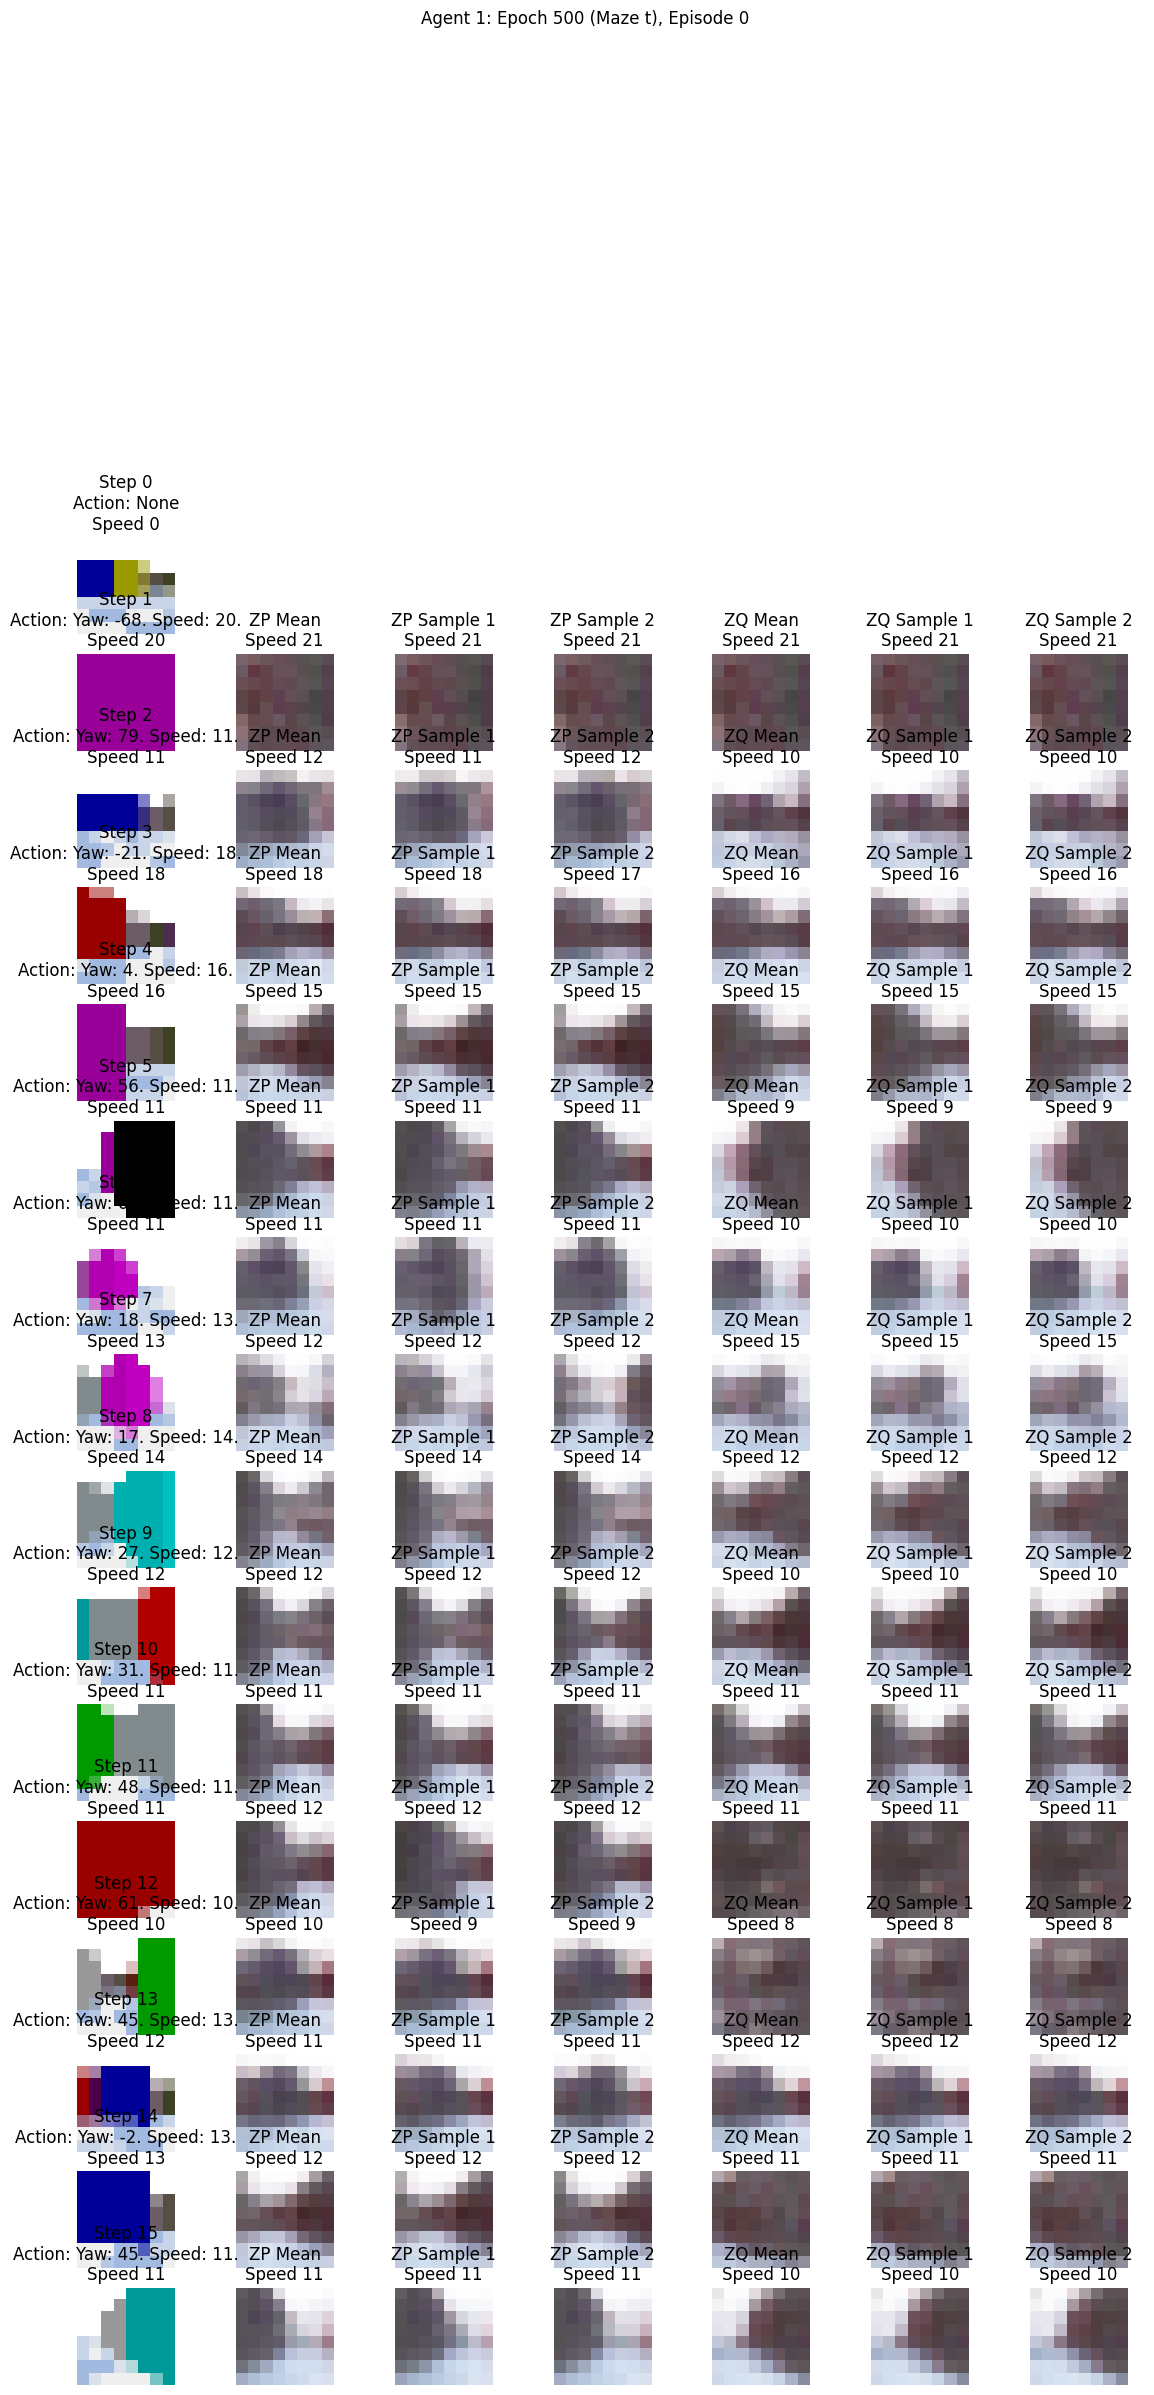 Agent 1: Epoch 500 (Maze t), Episode 0
Step 0
Action: None
Speed 0
Step 1
Action: Yaw: -68. Speed: 20. ZP Mean ZP Sample 1 ZP Sample 2 ZQ Mean ZQ Sample 1 ZQ Sample 2
Speed 20 Speed 21 Speed 21 Speed 21 Speed 21 Speed 21 Speed 21
Step 2
Action: Yaw: 79. Speed: 11. ZP Mean ZP Sample 1 ZP Sample 2 ZQ Mean ZQ Sample 1 ZQ Sample 2
Speed 11 Speed 12 Speed 11 Speed 12 Speed 10 Speed 10 Speed 10
Step 3
Action: Yaw: -21. Speed: 18. ZP Mean ZP Sample 1 ZP Sample 2 ZQ Mean ZQ Sample 1 ZQ Sample 2
Speed 18 Speed 18 Speed 18 Speed 17 Speed 16 Speed 16 Speed 16
Step 4
Action: Yaw: 4. Speed: 16. ZP Mean ZP Sample 1 ZP Sample 2 ZQ Mean ZQ Sample 1 ZQ Sample 2
Speed 16 Speed 15 Speed 15 Speed 15 Speed 15 Speed 15 Speed 15
Step 5
Action: Yaw: 56. Speed: 11. ZP Mean ZP Sample 1 ZP Sample 2 ZQ Mean ZQ Sample 1 ZQ Sample 2
Speed 11 Speed 11 Speed 11 Speed 11 Speed 9 Speed 9 Speed 9
Action: Yaw: Speed: 11. ZP Mean ZP Sample 1 ZP Sample 2 ZQ Mean ZQ Sample 1 ZQ Sample 2
Speed 11 Speed 11 Speed 11 Speed 11 Speed 10 Speed 10 Speed 10
Step 7
Action: Yaw: 18. Speed: 13. ZP Mean ZP Sample 1 ZP Sample 2 ZQ Mean ZQ Sample 1 ZQ Sample 2
Speed 13 Speed 12 Speed 12 Speed 12 Speed 15 Speed 15 Speed 15
Step 8
Action: Yaw: 17. Speed: 14. ZP Mean ZP Sample 1 ZP Sample 2 ZQ Mean ZQ Sample 1 ZQ Sample 2
Speed 14 Speed 14 Speed 14 Speed 14 Speed 12 Speed 12 Speed 12
Step 9
Action: Yaw: 27. Speed: 12. ZP Mean ZP Sample 1 ZP Sample 2 ZQ Mean ZQ Sample 1 ZQ Sample 2
Speed 12 Speed 12 Speed 12 Speed 12 Speed 10 Speed 10 Speed 10
Step 10
Action: Yaw: 31. Speed: 11. ZP Mean ZP Sample 1 ZP Sample 2 ZQ Mean ZQ Sample 1 ZQ Sample 2
Speed 11 Speed 11 Speed 11 Speed 11 Speed 11 Speed 11 Speed 11
Step 11
Action: Yaw: 48. Speed: 11. ZP Mean ZP Sample 1 ZP Sample 2 ZQ Mean ZQ Sample 1 ZQ Sample 2
Speed 11 Speed 12 Speed 12 Speed 12 Speed 11 Speed 11 Speed 11
Step 12
Action: Yaw: 61. Speed: 10. ZP Mean ZP Sample 1 ZP Sample 2 ZQ Mean ZQ Sample 1 ZQ Sample 2
Speed 10 Speed 10 Speed 9 Speed 9 Speed 8 Speed 8 Speed 8
Step 13
Action: Yaw: 45. Speed: 13. ZP Mean ZP Sample 1 ZP Sample 2 ZQ Mean ZQ Sample 1 ZQ Sample 2
Speed 12 Speed 11 Speed 11 Speed 11 Speed 12 Speed 12 Speed 12
Step 14
Action: Yaw: -2. Speed: 13. ZP Mean ZP Sample 1 ZP Sample 2 ZQ Mean ZQ Sample 1 ZQ Sample 2
Speed 13 Speed 12 Speed 12 Speed 12 Speed 11 Speed 11 Speed 11
Step 15
Action: Yaw: 45. Speed: 11. ZP Mean ZP Sample 1 ZP Sample 2 ZQ Mean ZQ Sample 1 ZQ Sample 2
Speed 11 Speed 11 Speed 11 Speed 11 Speed 10 Speed 10 Speed 10